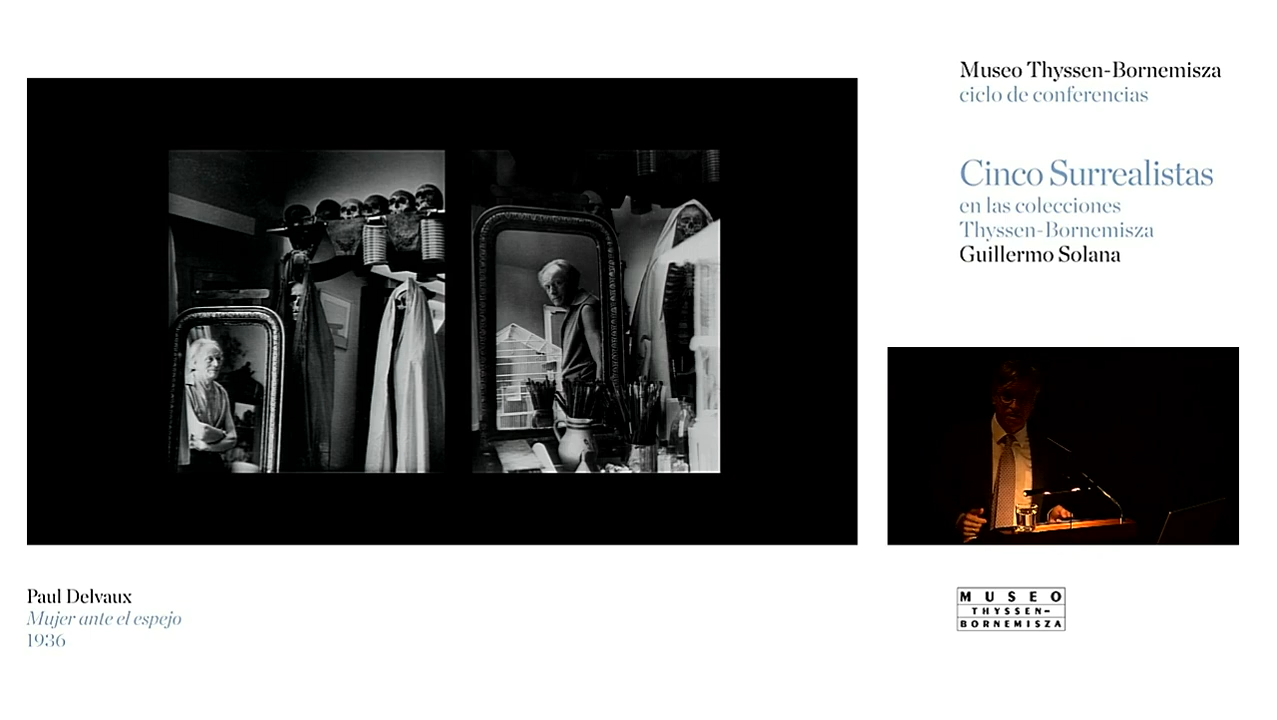 Museo Thyssen-Bornemisza
ciclo de conferencias
Cinco Surrealistas
en las colecciones
Thyssen-Bornemisza
Guillermo Solana
Paul Delvaux
Mujer ante el espejo
1936
MUSEO
THYSSEN-
BORNEMISZA